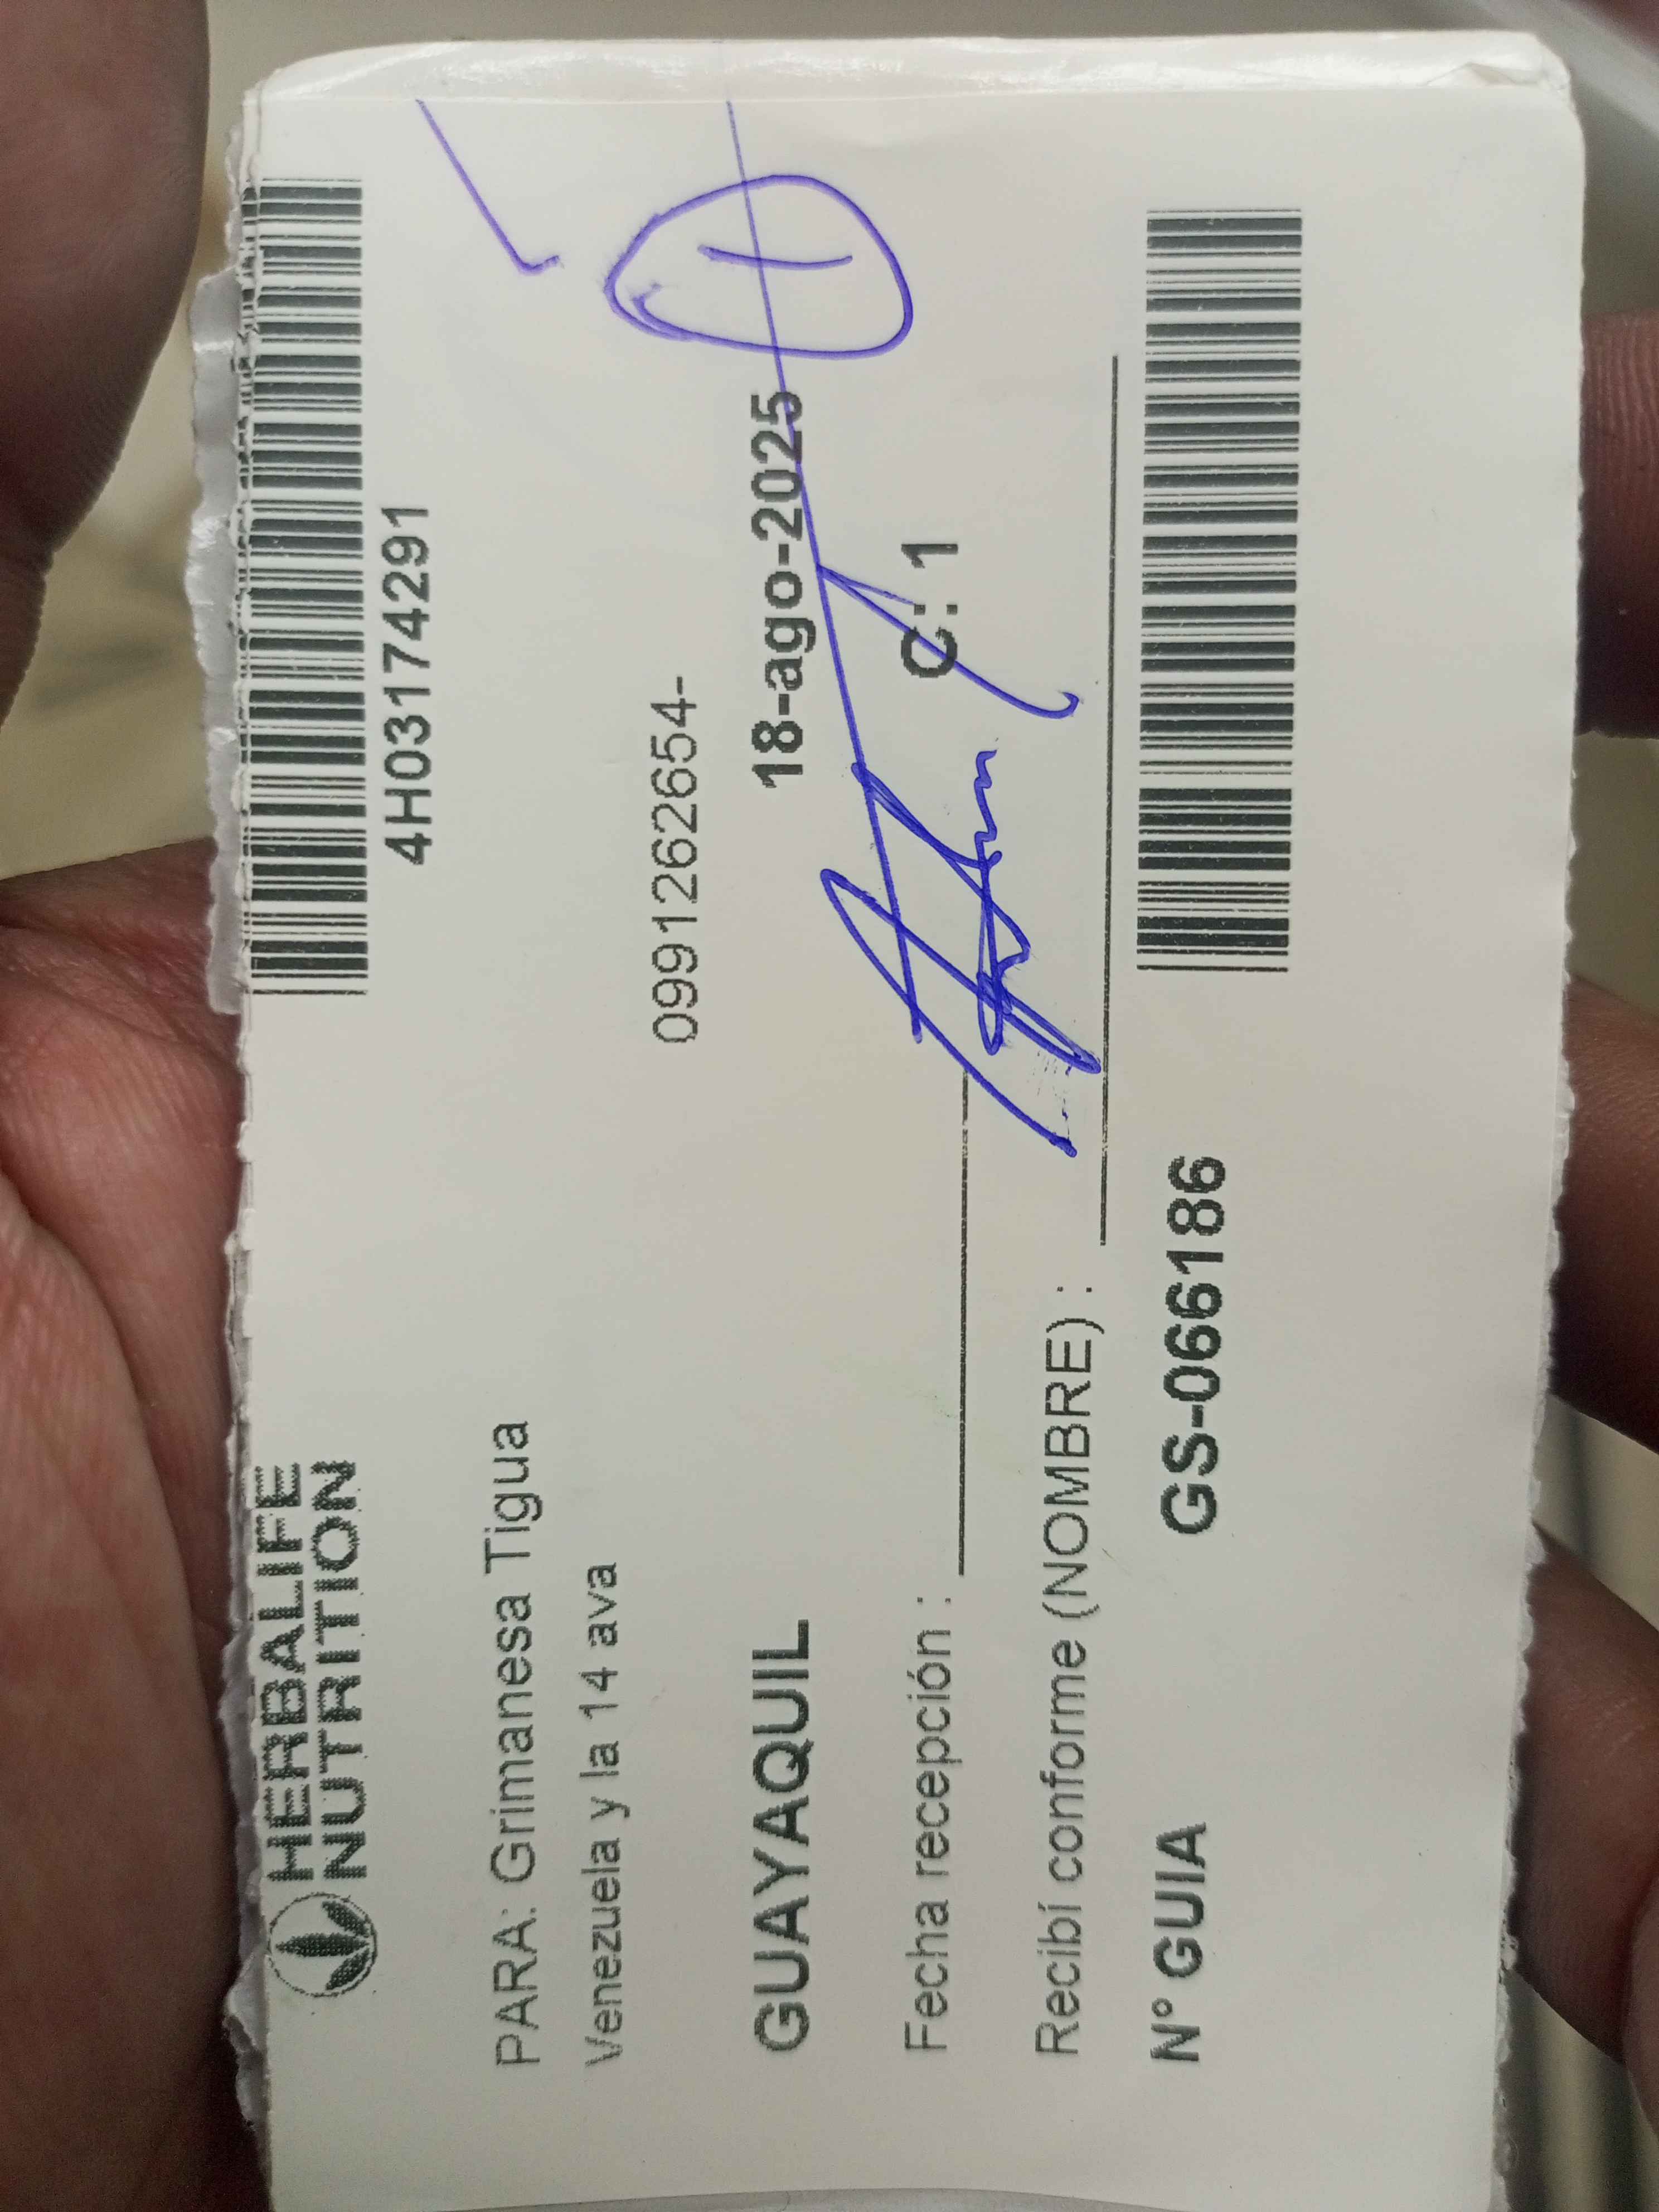 HERBALIFE
NUTRITION
4H03174291
PARA: Grimanesa Tigua
Venezuela y la 14 ava
0991262654-
GUAYAQUIL
18-ago-2025
Fecha recepción :
C: 1
Recibí conforme (NOMBRE) :
N° GUIA
GS-066186